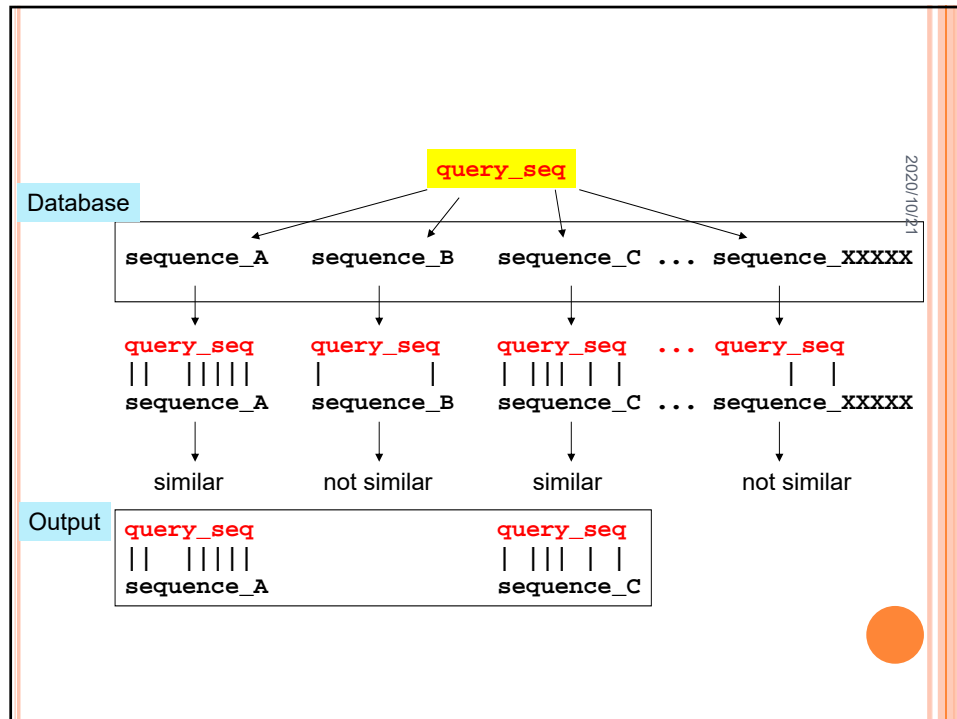 query_seq
2020/10/21
Database
sequence_A sequence_B sequence_C ... sequence_XXXXX
query_seq query_seq query_seq ... query_seq
|| ||||| | | | ||| | | | |
sequence_A sequence_B sequence_C ... sequence_XXXXX
similar not similar similar not similar
Output
query_seq query_seq
|| ||||| | ||| | |
sequence_A sequence_C